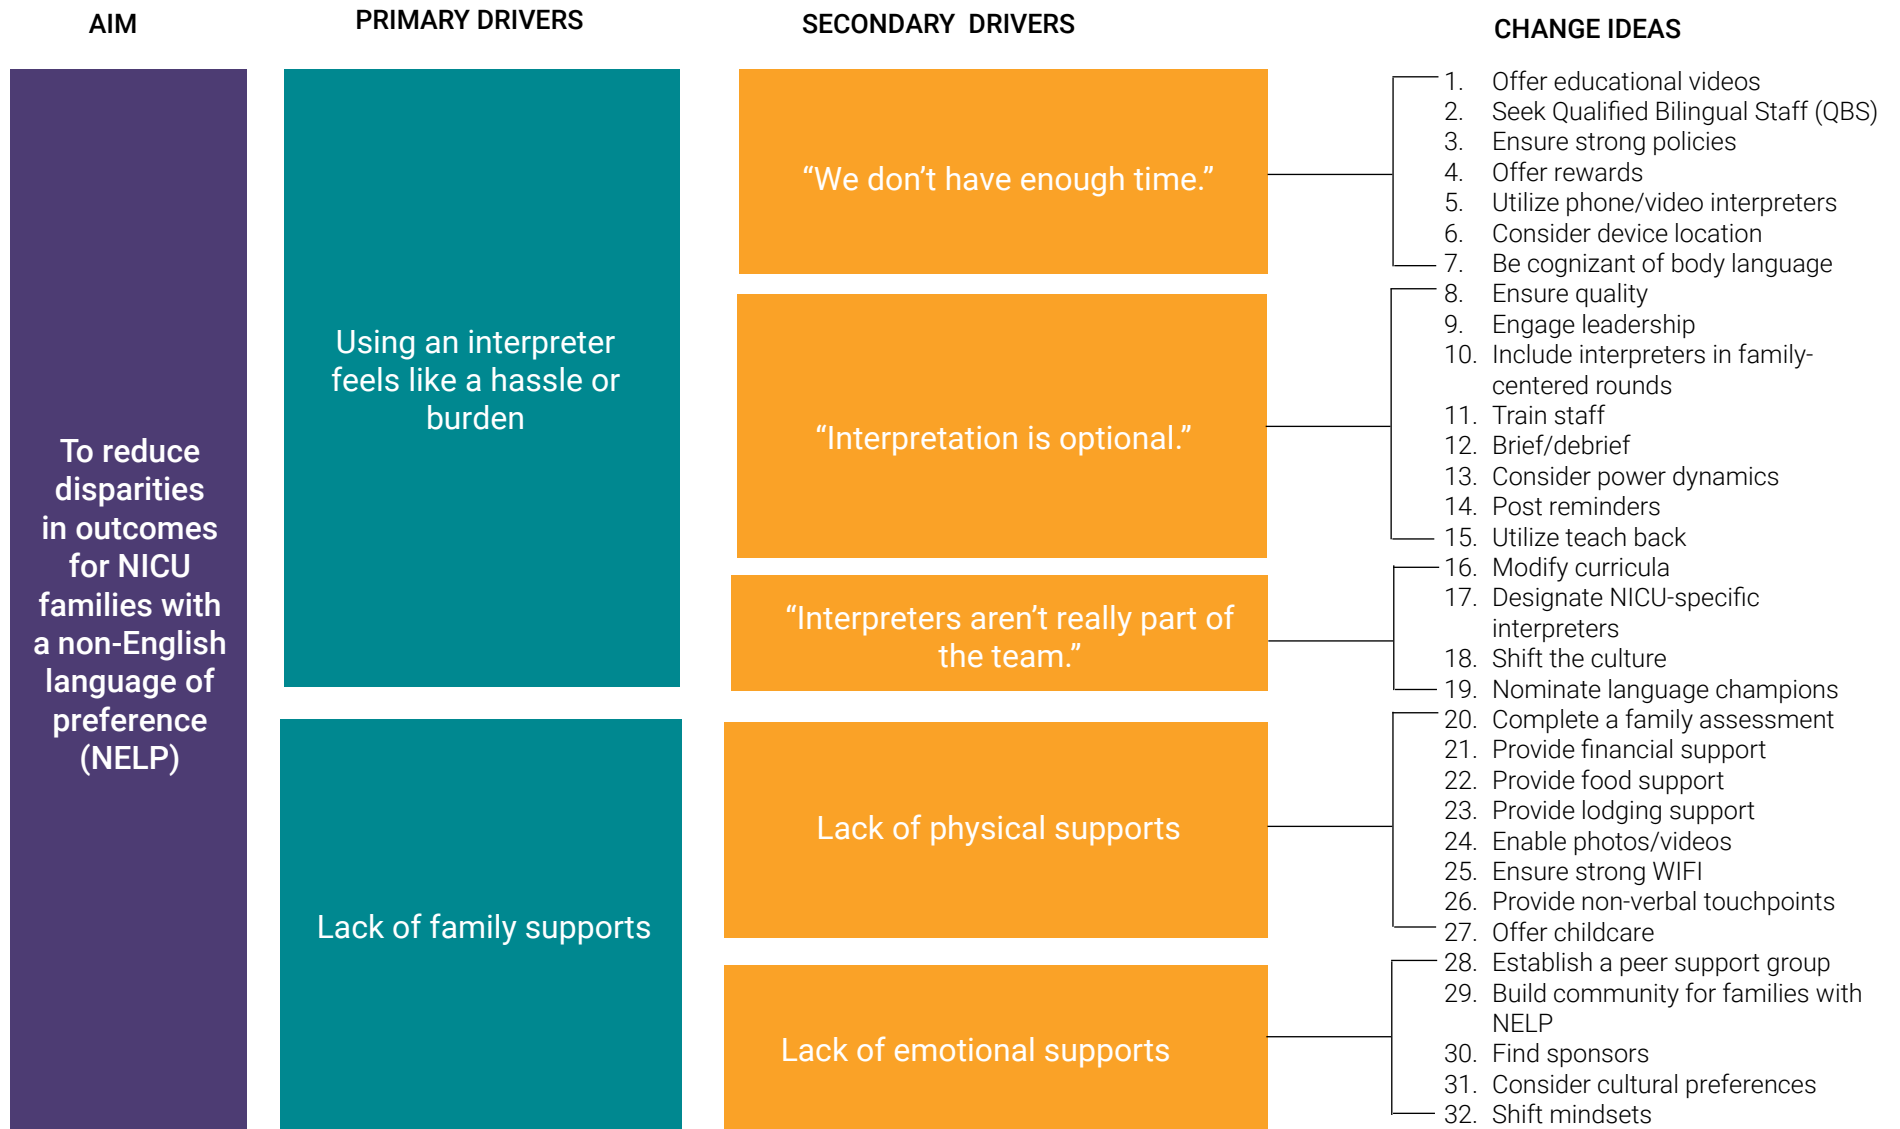 AIM
PRIMARY DRIVERS
SECONDARY DRIVERS
CHANGE IDEAS
To reduce
disparities
in outcomes
for NICU
families with
a non-English
language of
preference
(NELP)
Using an interpreter
feels like a hassle or
burden
Lack of family supports
“We don’t have enough time.”
“Interpretation is optional.”
“Interpreters aren’t really part of
the team.”
Lack of physical supports
Lack of emotional supports
1. Offer educational videos
2. Seek Qualified Bilingual Staff (QBS)
3. Ensure strong policies
4. Offer rewards
5. Utilize phone/video interpreters
6. Consider device location
7. Be cognizant of body language
8. Ensure quality
9. Engage leadership
10. Include interpreters in family-
centered rounds
11. Train staff
12. Brief/debrief
13. Consider power dynamics
14. Post reminders
15. Utilize teach back
16. Modify curricula
17. Designate NICU-specific
interpreters
18. Shift the culture
19. Nominate language champions
20. Complete a family assessment
21. Provide financial support
22. Provide food support
23. Provide lodging support
24. Enable photos/videos
25. Ensure strong WIFI
26. Provide non-verbal touchpoints
27. Offer childcare
28. Establish a peer support group
29. Build community for families with
NELP
30. Find sponsors
31. Consider cultural preferences
32. Shift mindsets